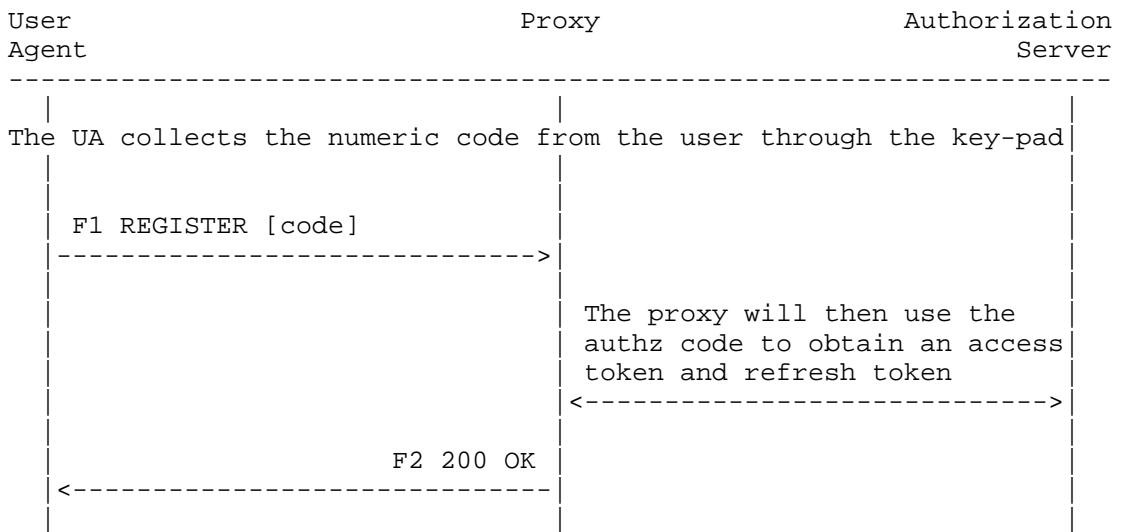 User Proxy Authorization
Agent Server
The UA collects the numeric code from the user through the key-pad
F1 REGISTER [code]
The proxy will then use the
authz code to obtain an access
token and refresh token
F2 200 OK